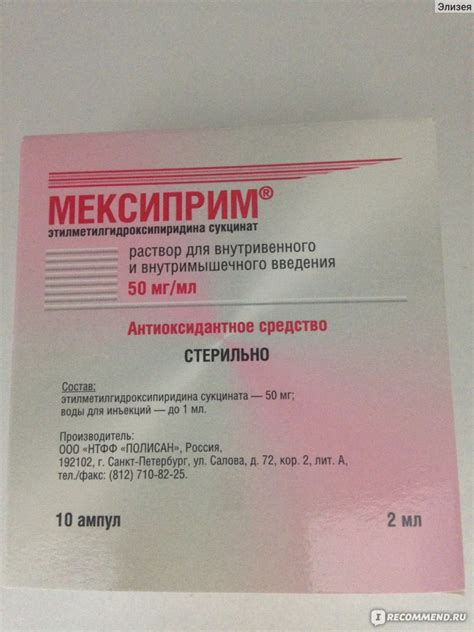 Элизея
МЕКСИПРИМ®
этилметилгидроксипиридина сукцинат
раствор для внутривенного
и внутримышечного введения
50 мг/мл
Антиоксидантное средство
СТЕРИЛЬНО
Состав:
этилметилгидроксипиридина сукцината — 50 мг;
воды для инъекций — до 1 мл.
Производитель:
ООО «НТФФ «ПОЛИСАН», Россия,
192102, г. Санкт-Петербург, ул. Салова, д. 72, кор. 2, лит. А,
тел./факс: (812) 710-82-25.
10 ампул 2 мл
IRECOMMEND.RU